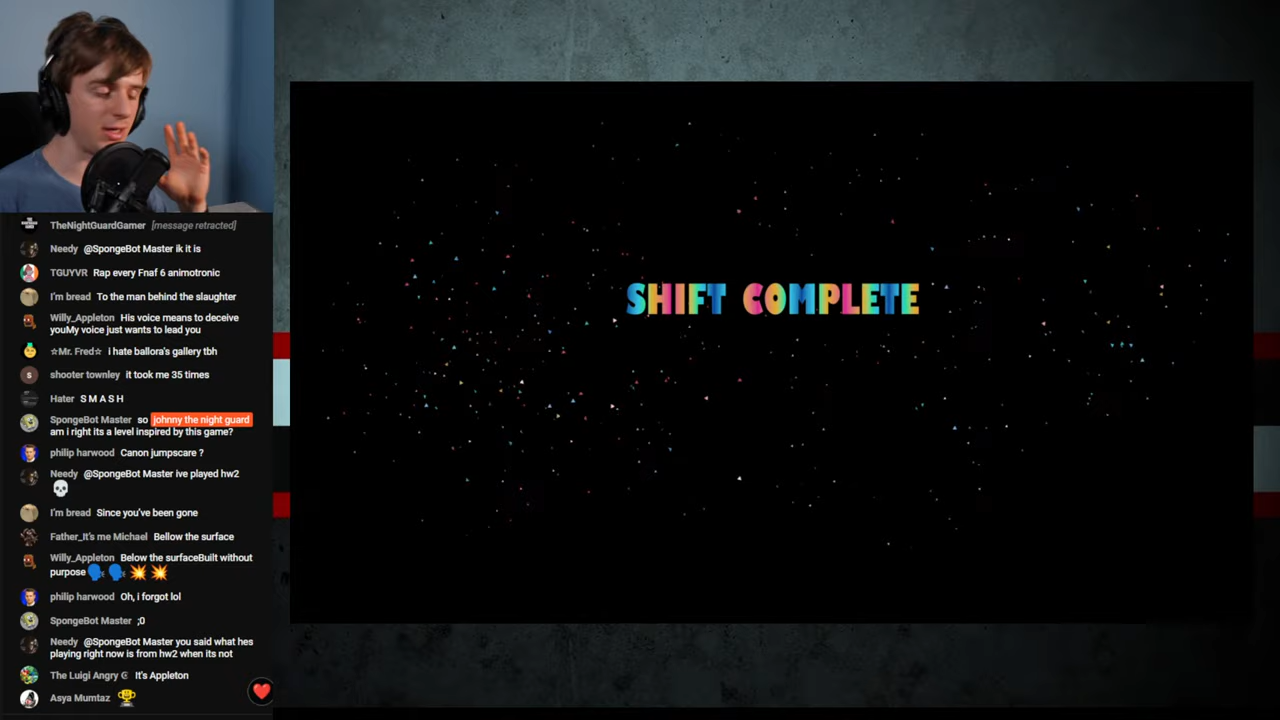 TheNightGuardGamer [message retracted]
Needy @SpongeBot Master ik it is
TGUYVR Rap every Fnaf 6 animotronic
I'm bread To the man behind the slaughter
Willy_Appleton His voice means to deceive
youMy voice just wants to lead you
☆Mr. Fred☆ i hate ballora's gallery tbh
S
shooter townley it took me 35 times
Hater S M A S H
SpongeBot Master so johnny the night guard
am i right its a level inspired by this game?
philip harwood Canon jumpscare ?
Needy @SpongeBot Master ive played hw2
💀
I'm bread Since you've been gone
Father_It's me Michael Bellow the surface
Willy_Appleton Below the surfaceBuilt without
purpose 🗣️ 🗣️ 💥 💥
philip harwood Oh, i forgot lol
SpongeBot Master ;0
Needy @SpongeBot Master you said what hes
playing right now is from hw2 when its not
The Luigi Angry G It's Appleton
Asya Mumtaz 🏆
SHIFT COMPLETE